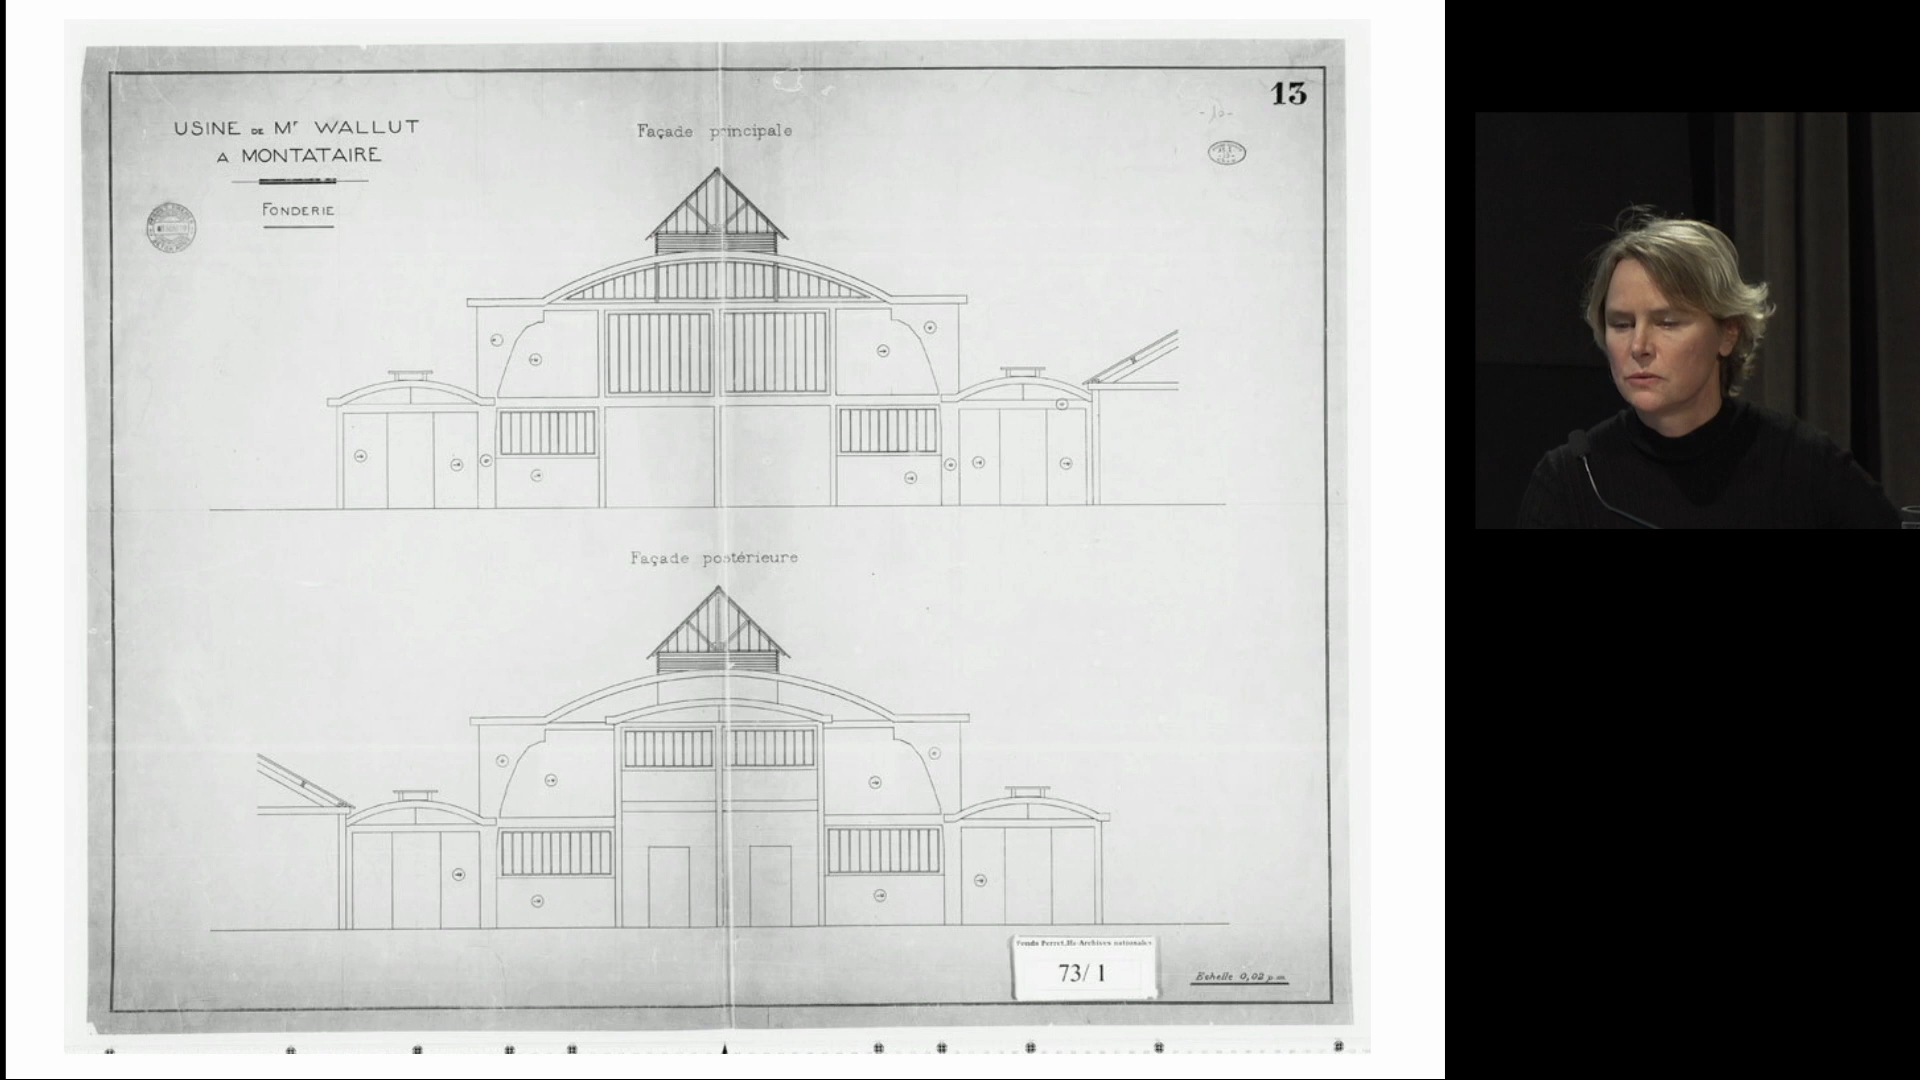 13
USINE DE Mr WALLUT
A MONTATAIRE
FONDERIE
Façade principale
Façade postérieure
Fonds Perret. Ifa Archives nationales
73/ 1
Echelle 0,02 p.m